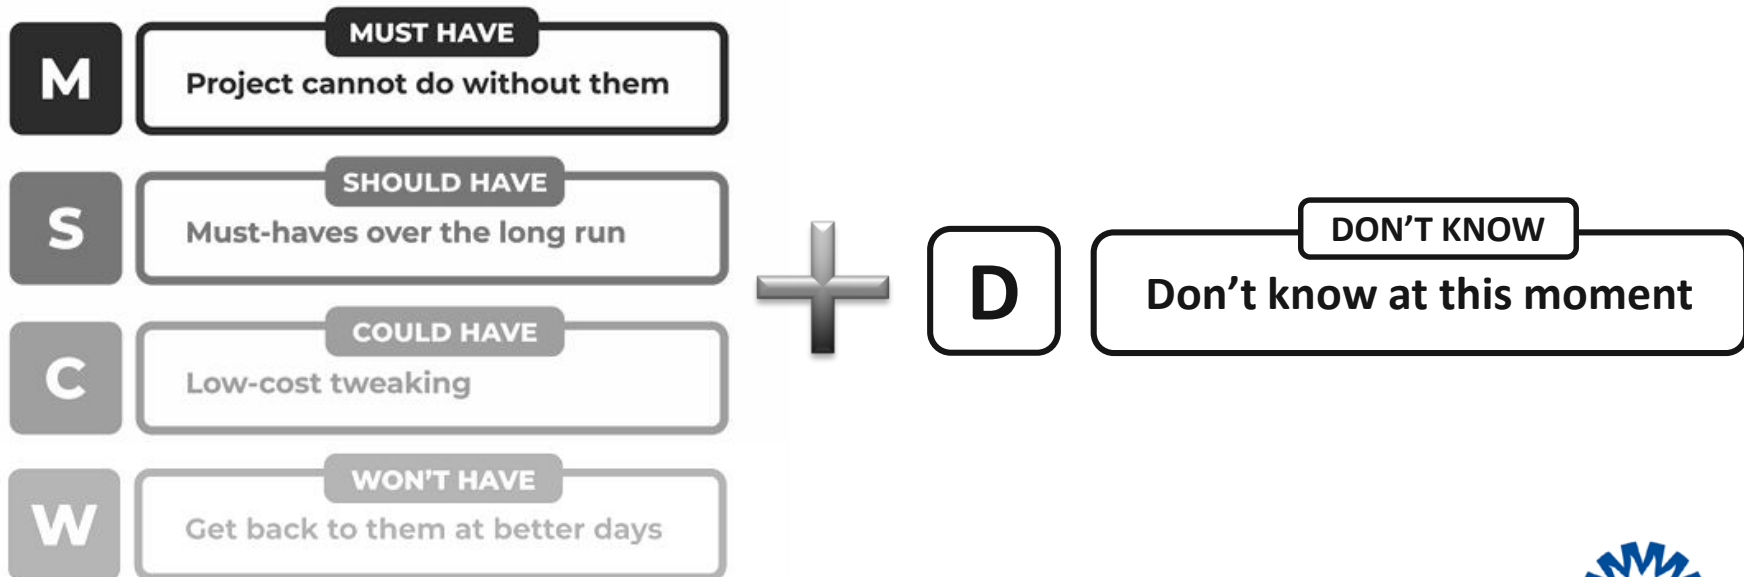 M
MUST HAVE
Project cannot do without them
S
SHOULD HAVE
Must-haves over the long run
C
COULD HAVE
Low-cost tweaking
W
WON'T HAVE
Get back to them at better days
D
DON'T KNOW
Don't know at this moment